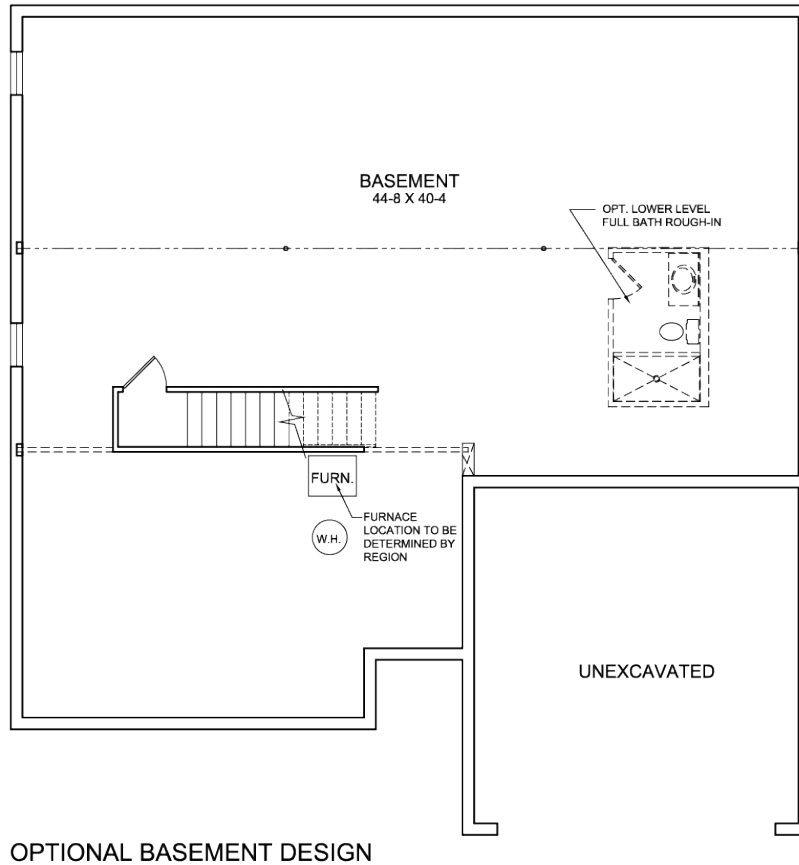 BASEMENT
44-8 X 40-4
OPT. LOWER LEVEL
FULL BATH ROUGH-IN
FURN.
FURNACE
LOCATION TO BE
DETERMINED BY
REGION
W.H.
UNEXCAVATED
OPTIONAL BASEMENT DESIGN